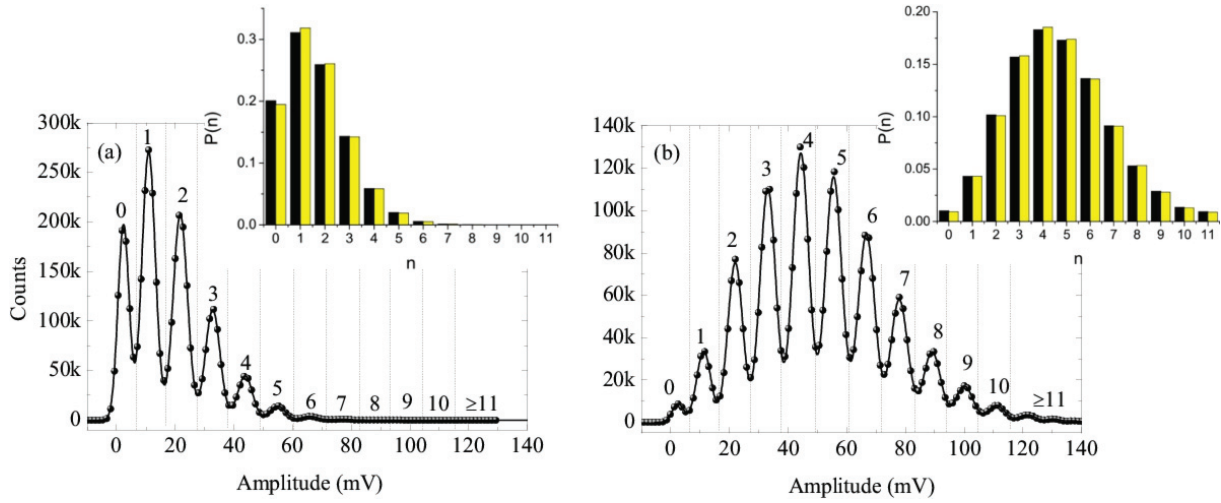 0.3
0.2
0.1
0.0
P(n)
0 1 2 3 4 5 6 7 8 9 10 11
n
300k
250k
200k
150k
100k
50k
0
Counts
(a)
0 1 2 3 4 5 6 7 8 9 10 ≥11
0 20 40 60 80 100 120 140
Amplitude (mV)
0.20
0.15
0.10
0.05
0.00
P(n)
0 1 2 3 4 5 6 7 8 9 10 11
n
140k
120k
100k
80k
60k
40k
20k
0
(b)
0 1 2 3 4 5 6 7 8 9 10 ≥11
0 20 40 60 80 100 120 140
Amplitude (mV)